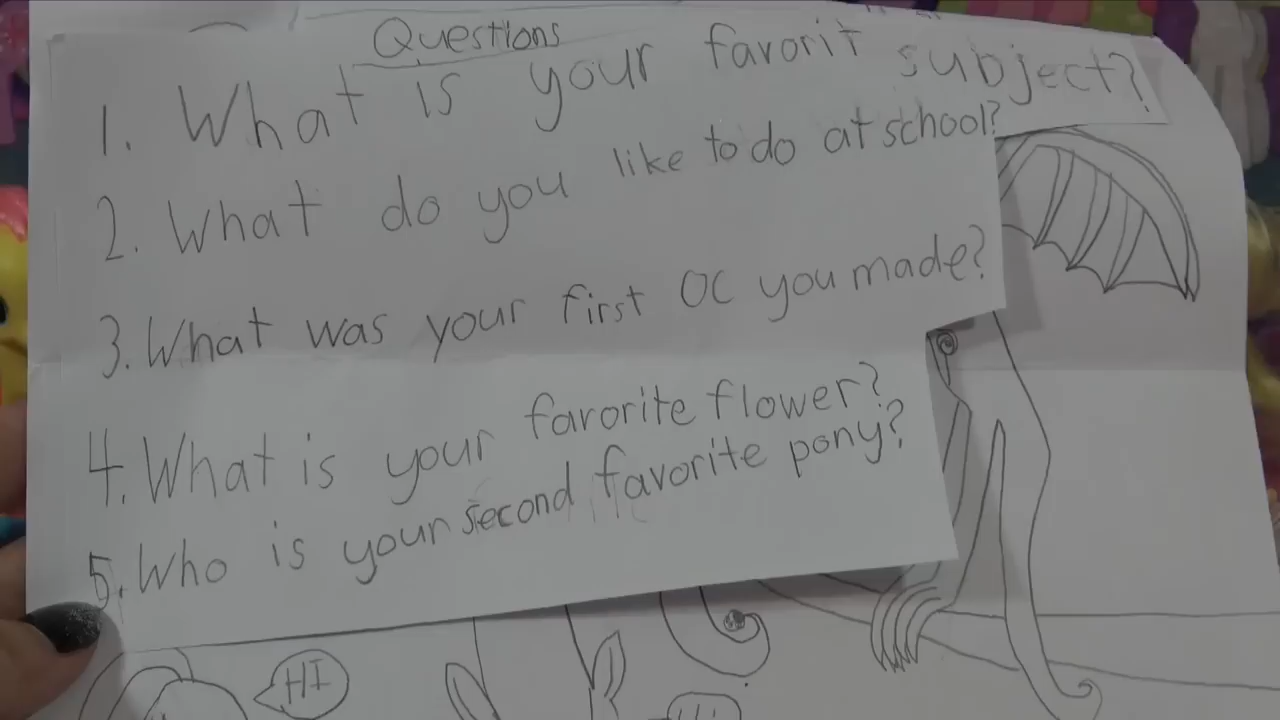 Questions
1. What is your favorit subject?
2. What do you like to do at school?
3. What was your first OC you made?
4. What is your favorite flower?
5. Who is your second favorite pony?
HI